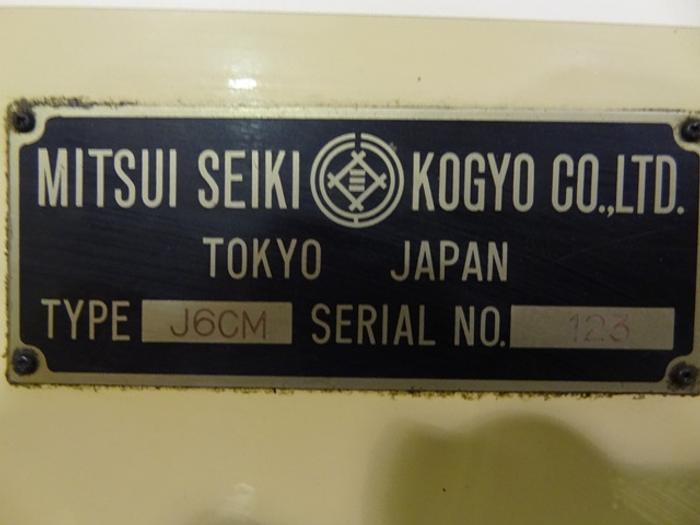 MITSUI SEIKI KOGYO CO.,LTD.
TOKYO JAPAN
TYPE J6CM SERIAL NO. 123